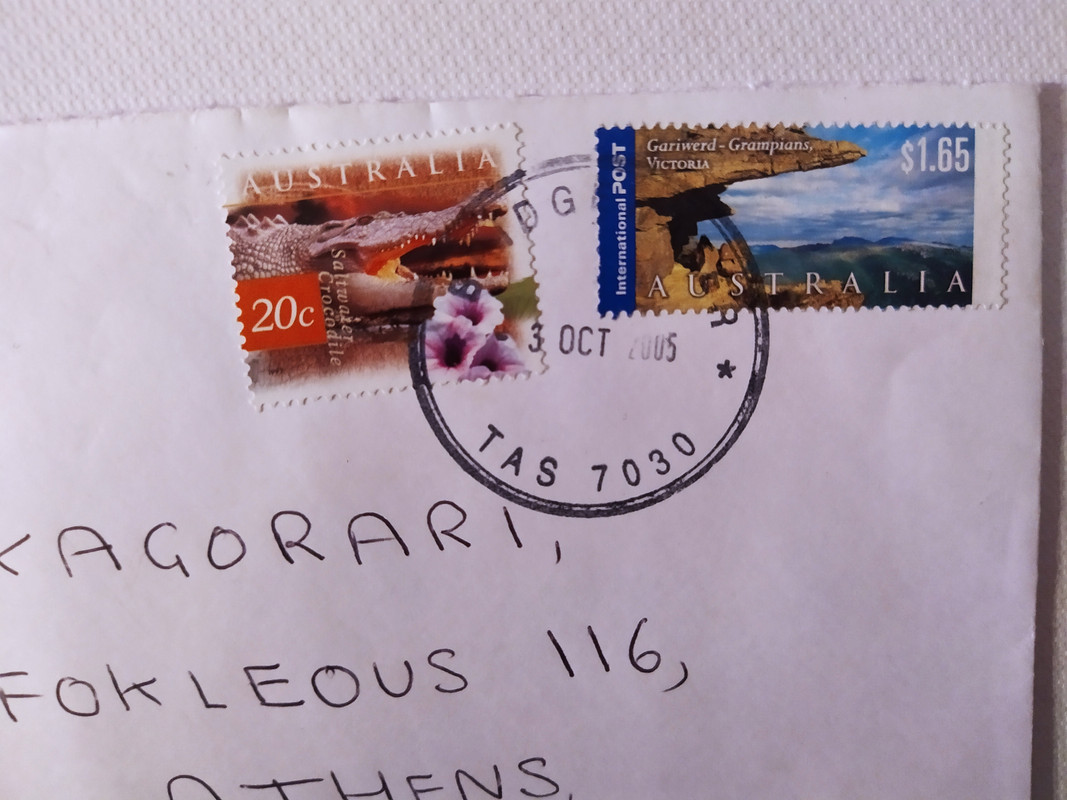 AUSTRALIA
Saltwater
Crocodile
20c
International POST
Gariwerd - Grampians,
VICTORIA
$1.65
AUSTRALIA
3 OCT 2005
*
TAS 7030
KAGORARI,
FOKLEOUS 116,
ATHENS,